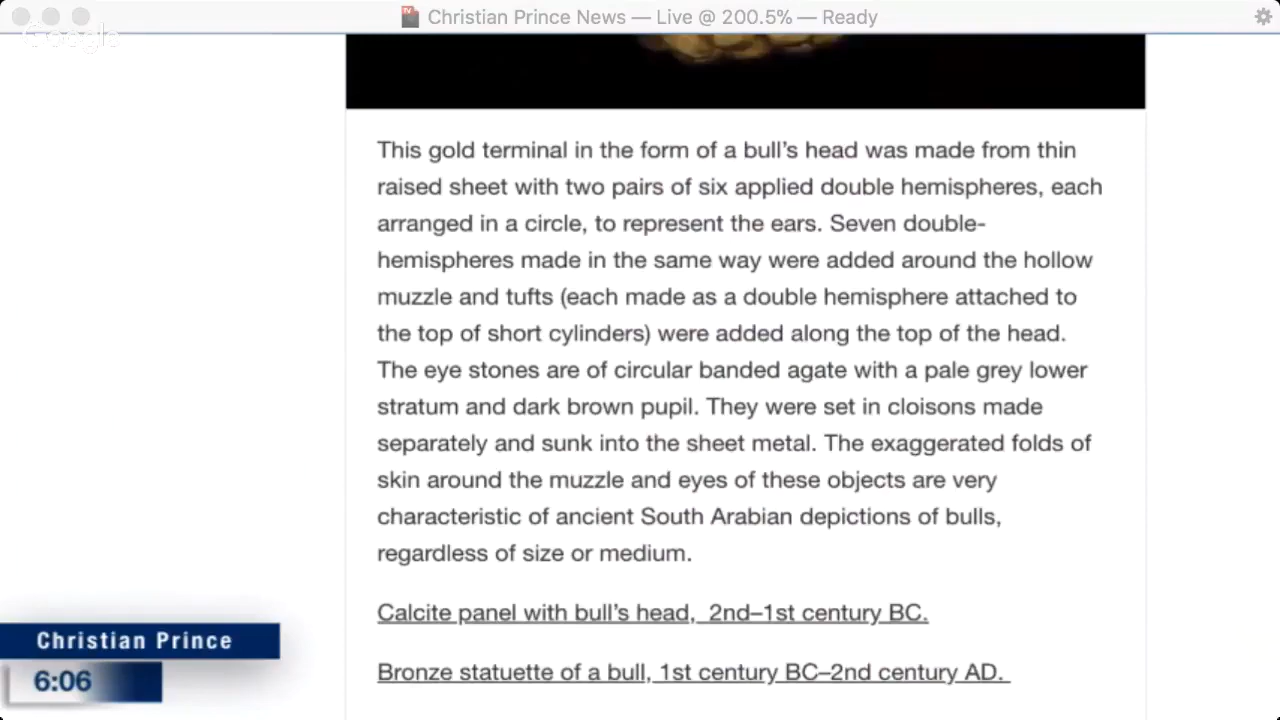 Christian Prince News — Live @ 200.5% — Ready
Google
This gold terminal in the form of a bull's head was made from thin
raised sheet with two pairs of six applied double hemispheres, each
arranged in a circle, to represent the ears. Seven double-
hemispheres made in the same way were added around the hollow
muzzle and tufts (each made as a double hemisphere attached to
the top of short cylinders) were added along the top of the head.
The eye stones are of circular banded agate with a pale grey lower
stratum and dark brown pupil. They were set in cloisons made
separately and sunk into the sheet metal. The exaggerated folds of
skin around the muzzle and eyes of these objects are very
characteristic of ancient South Arabian depictions of bulls,
regardless of size or medium.
Calcite panel with bull's head, 2nd–1st century BC.
Bronze statuette of a bull, 1st century BC–2nd century AD.
Christian Prince
6:06